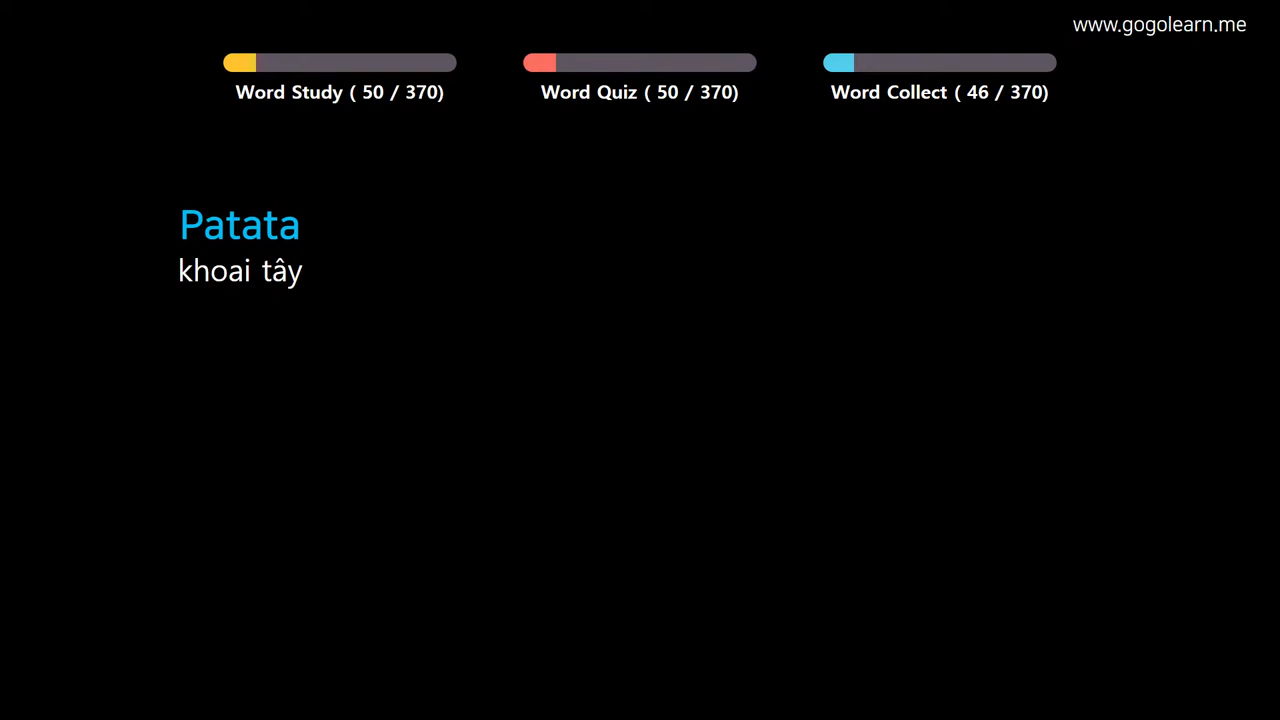 www.gogolearn.me
Word Study ( 50 / 370)
Word Quiz ( 50 / 370)
Word Collect ( 46 / 370)
Patata
khoai tây